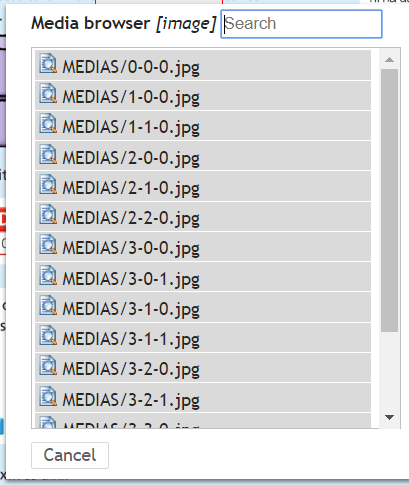 Media browser [image] Search
MEDIAS/0-0-0.jpg
MEDIAS/1-0-0.jpg
MEDIAS/1-1-0.jpg
MEDIAS/2-0-0.jpg
MEDIAS/2-1-0.jpg
MEDIAS/2-2-0.jpg
MEDIAS/3-0-0.jpg
MEDIAS/3-0-1.jpg
MEDIAS/3-1-0.jpg
MEDIAS/3-1-1.jpg
MEDIAS/3-2-0.jpg
MEDIAS/3-2-1.jpg
Cancel